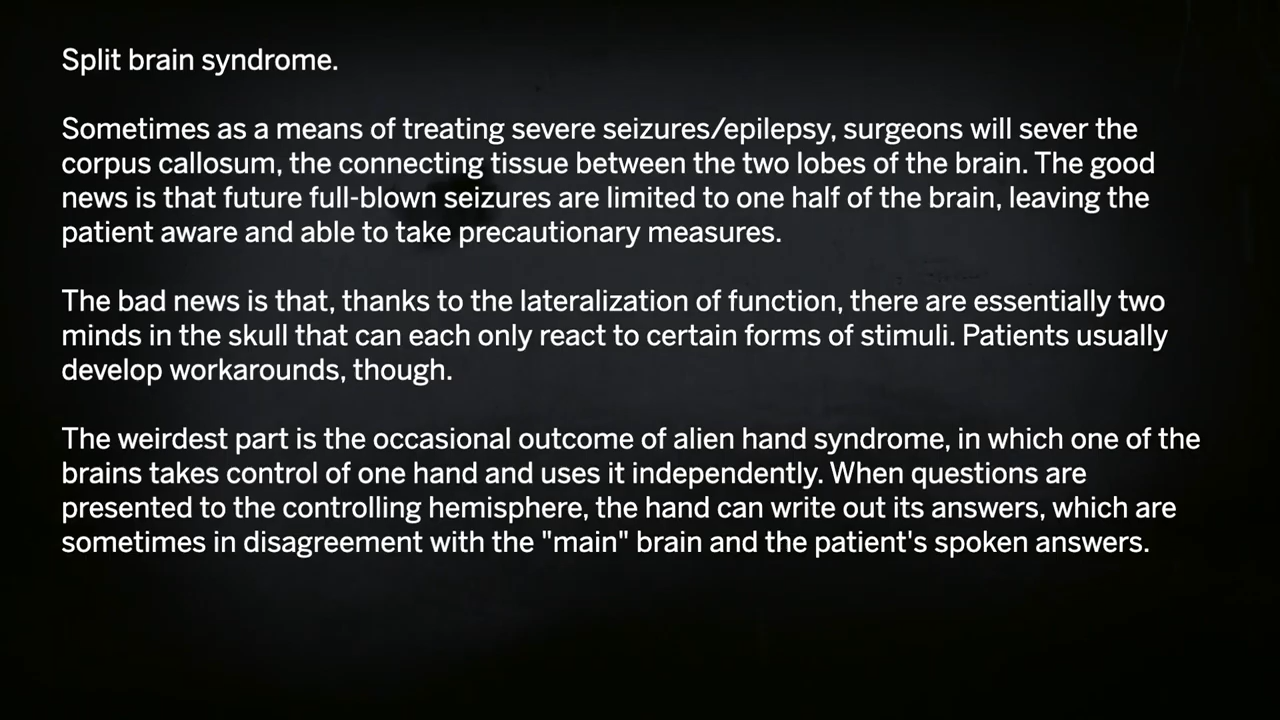 Split brain syndrome.
Sometimes as a means of treating severe seizures/epilepsy, surgeons will sever the
corpus callosum, the connecting tissue between the two lobes of the brain. The good
news is that future full-blown seizures are limited to one half of the brain, leaving the
patient aware and able to take precautionary measures.
The bad news is that, thanks to the lateralization of function, there are essentially two
minds in the skull that can each only react to certain forms of stimuli. Patients usually
develop workarounds, though.
The weirdest part is the occasional outcome of alien hand syndrome, in which one of the
brains takes control of one hand and uses it independently. When questions are
presented to the controlling hemisphere, the hand can write out its answers, which are
sometimes in disagreement with the "main" brain and the patient's spoken answers.